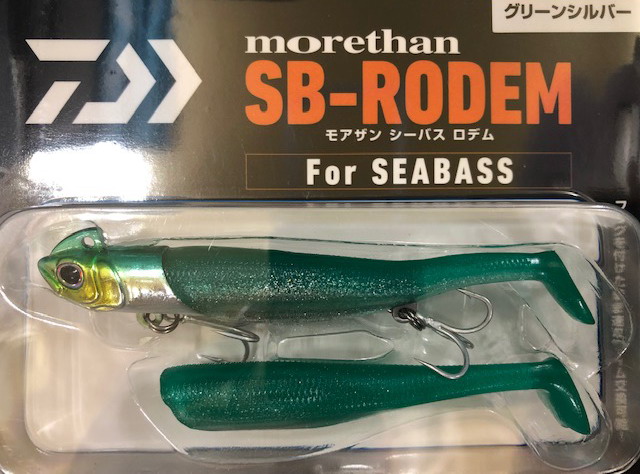 グリーンシルバー
morethan
SB-RODEM
モアザン シーバス ロデム
For SEABASS